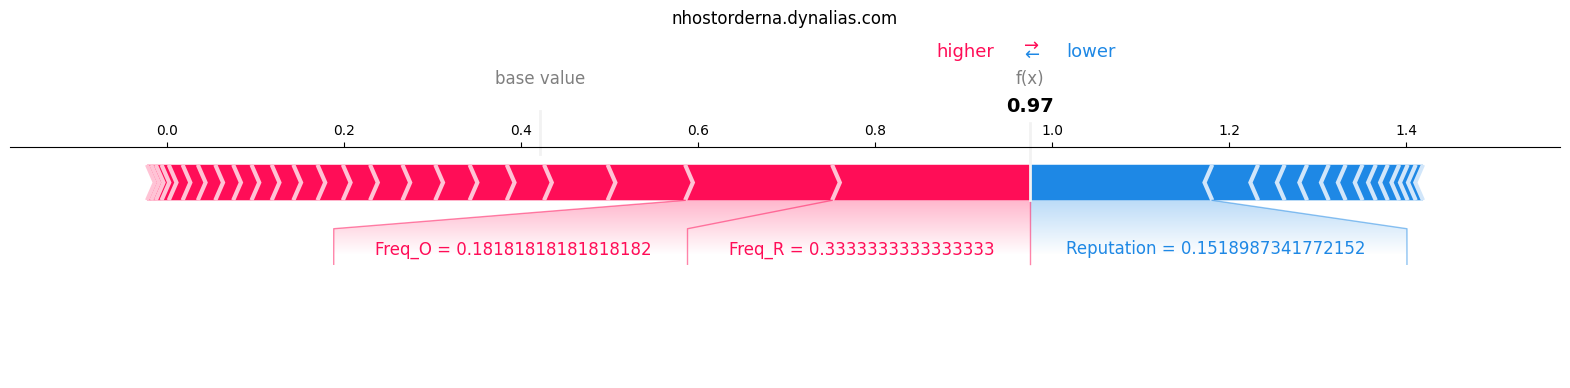 nhostorderna.dynalias.com
higher ⇄ lower
base value f(x)
0.97
0.0 0.2 0.4 0.6 0.8 1.0 1.2 1.4
Freq_O = 0.18181818181818182 Freq_R = 0.3333333333333333 Reputation = 0.1518987341772152